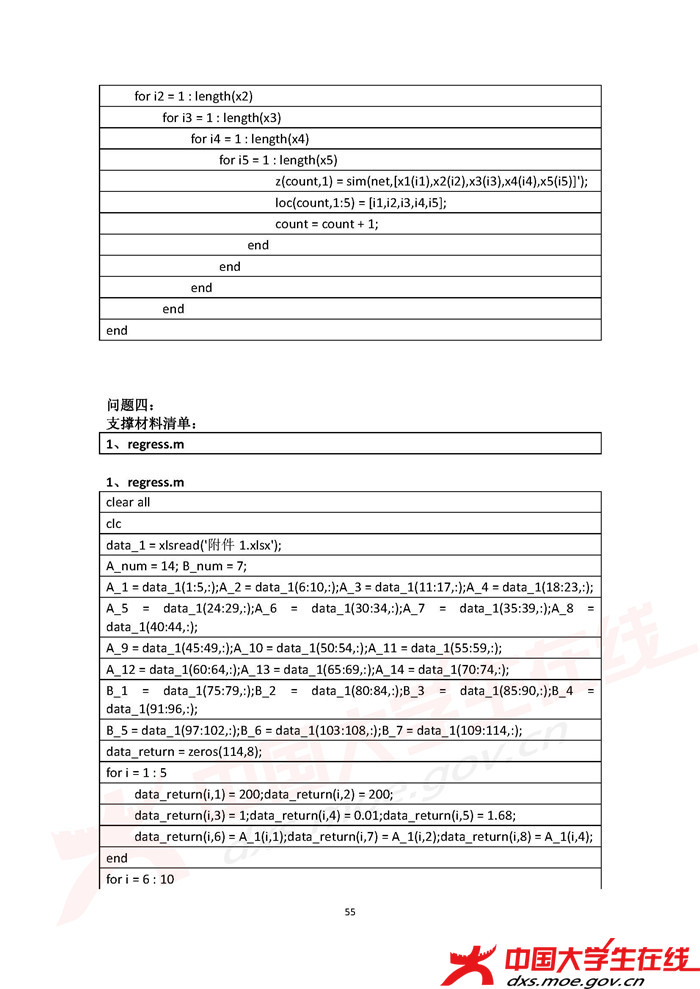 for i2 = 1 : length(x2)
for i3 = 1 : length(x3)
for i4 = 1 : length(x4)
for i5 = 1 : length(x5)
z(count,1) = sim(net,[x1(i1),x2(i2),x3(i3),x4(i4),x5(i5)]');
loc(count,1:5) = [i1,i2,i3,i4,i5];
count = count + 1;
end
end
end
end
end
问题四：
支撑材料清单：
1、regress.m
1、regress.m
clear all
clc
data_1 = xlsread('附件 1.xlsx');
A_num = 14; B_num = 7;
A_1 = data_1(1:5,:);A_2 = data_1(6:10,:);A_3 = data_1(11:17,:);A_4 = data_1(18:23,:);
A_5 = data_1(24:29,:);A_6 = data_1(30:34,:);A_7 = data_1(35:39,:);A_8 =
data_1(40:44,:);
A_9 = data_1(45:49,:);A_10 = data_1(50:54,:);A_11 = data_1(55:59,:);
A_12 = data_1(60:64,:);A_13 = data_1(65:69,:);A_14 = data_1(70:74,:);
B_1 = data_1(75:79,:);B_2 = data_1(80:84,:);B_3 = data_1(85:90,:);B_4 =
data_1(91:96,:);
B_5 = data_1(97:102,:);B_6 = data_1(103:108,:);B_7 = data_1(109:114,:);
data_return = zeros(114,8);
for i = 1 : 5
data_return(i,1) = 200;data_return(i,2) = 200;
data_return(i,3) = 1;data_return(i,4) = 0.01;data_return(i,5) = 1.68;
data_return(i,6) = A_1(i,1);data_return(i,7) = A_1(i,2);data_return(i,8) = A_1(i,4);
end
for i = 6 : 10
55
中国大学生在线
dxs.moe.gov.cn
中国大学生在线
dxs.moe.gov.cn